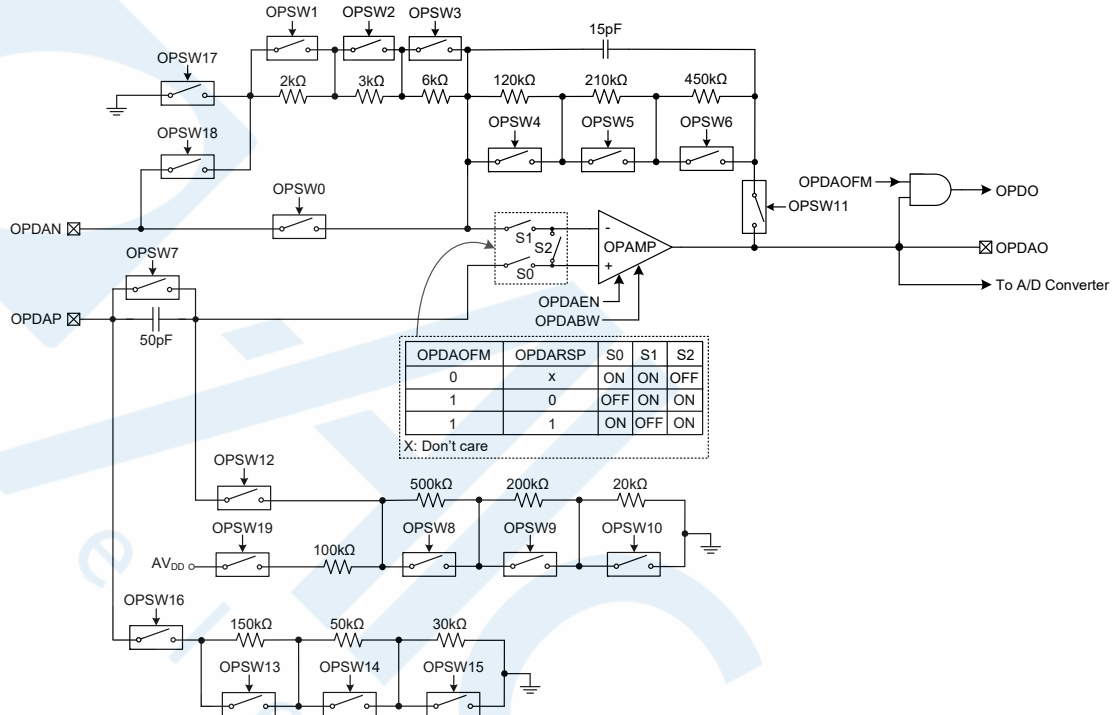 OPSW1
OPSW2
OPSW3
15pF
OPSW17
2kΩ
3kΩ
6kΩ
120kΩ
210kΩ
450kΩ
OPSW4
OPSW5
OPSW6
OPSW18
OPSW0
OPDAOFM
OPDO
OPSW11
OPDAN
S1
S2
S0
-
+
OPAMP
OPDAO
OPSW7
OPDAEN
OPDABW
To A/D Converter
OPDAP
50pF
OPDAOFM OPDARSP S0 S1 S2
0 x ON ON OFF
1 0 OFF ON ON
1 1 ON OFF ON
X: Don't care
OPSW12
500kΩ
200kΩ
20kΩ
OPSW19
OPSW8
OPSW9
OPSW10
100kΩ
AVDD
OPSW16
150kΩ
50kΩ
30kΩ
OPSW13
OPSW14
OPSW15